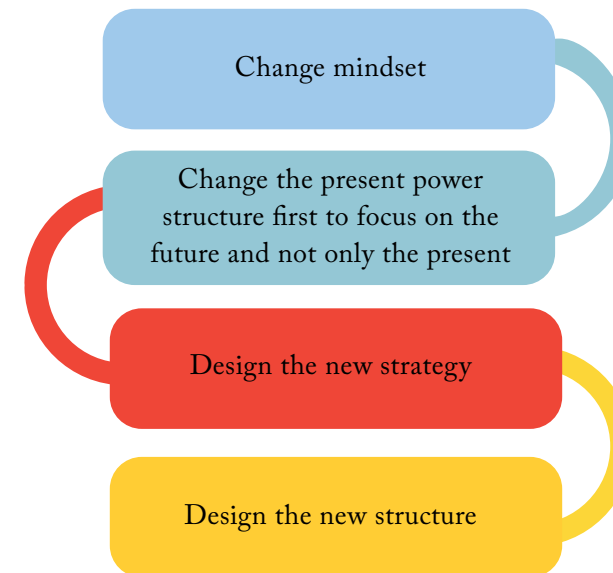 Change mindset
Change the present power
structure first to focus on the
future and not only the present
Design the new strategy
Design the new structure